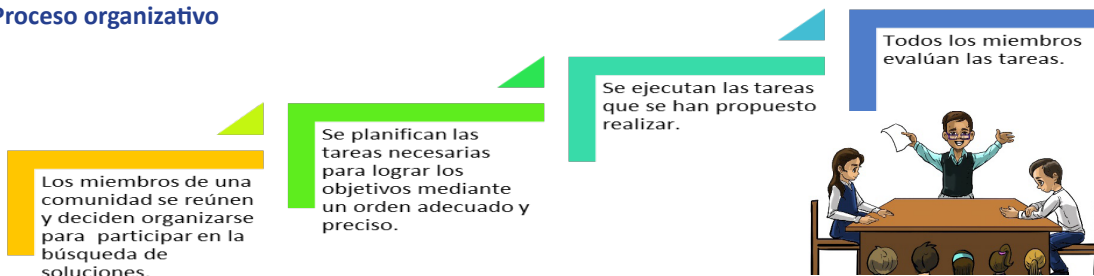 Proceso organizativo
Los miembros de una
comunidad se reúnen
y deciden organizarse
para participar en la
búsqueda de
soluciones.
Se planifican las
tareas necesarias
para lograr los
objetivos mediante
un orden adecuado y
preciso.
Se ejecutan las tareas
que se han propuesto
realizar.
Todos los miembros
evalúan las tareas.